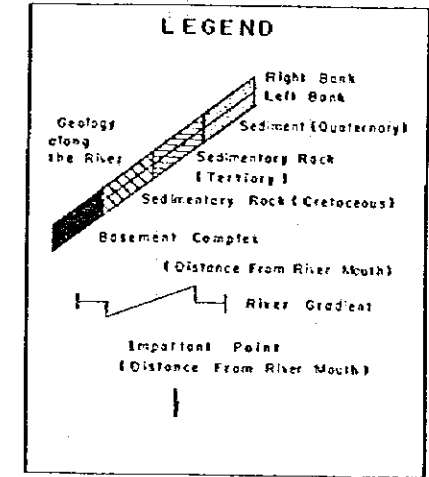 LEGEND
Right Bank
Left Bank
Geology
along
the River
Sediment (Quaternary)
Sedimentary Rock
(Tertiary)
Sedimentary Rock (Cretaceous)
Basement Complex
(Distance From River Mouth)
River Gradient
Important Point
(Distance From River Mouth)